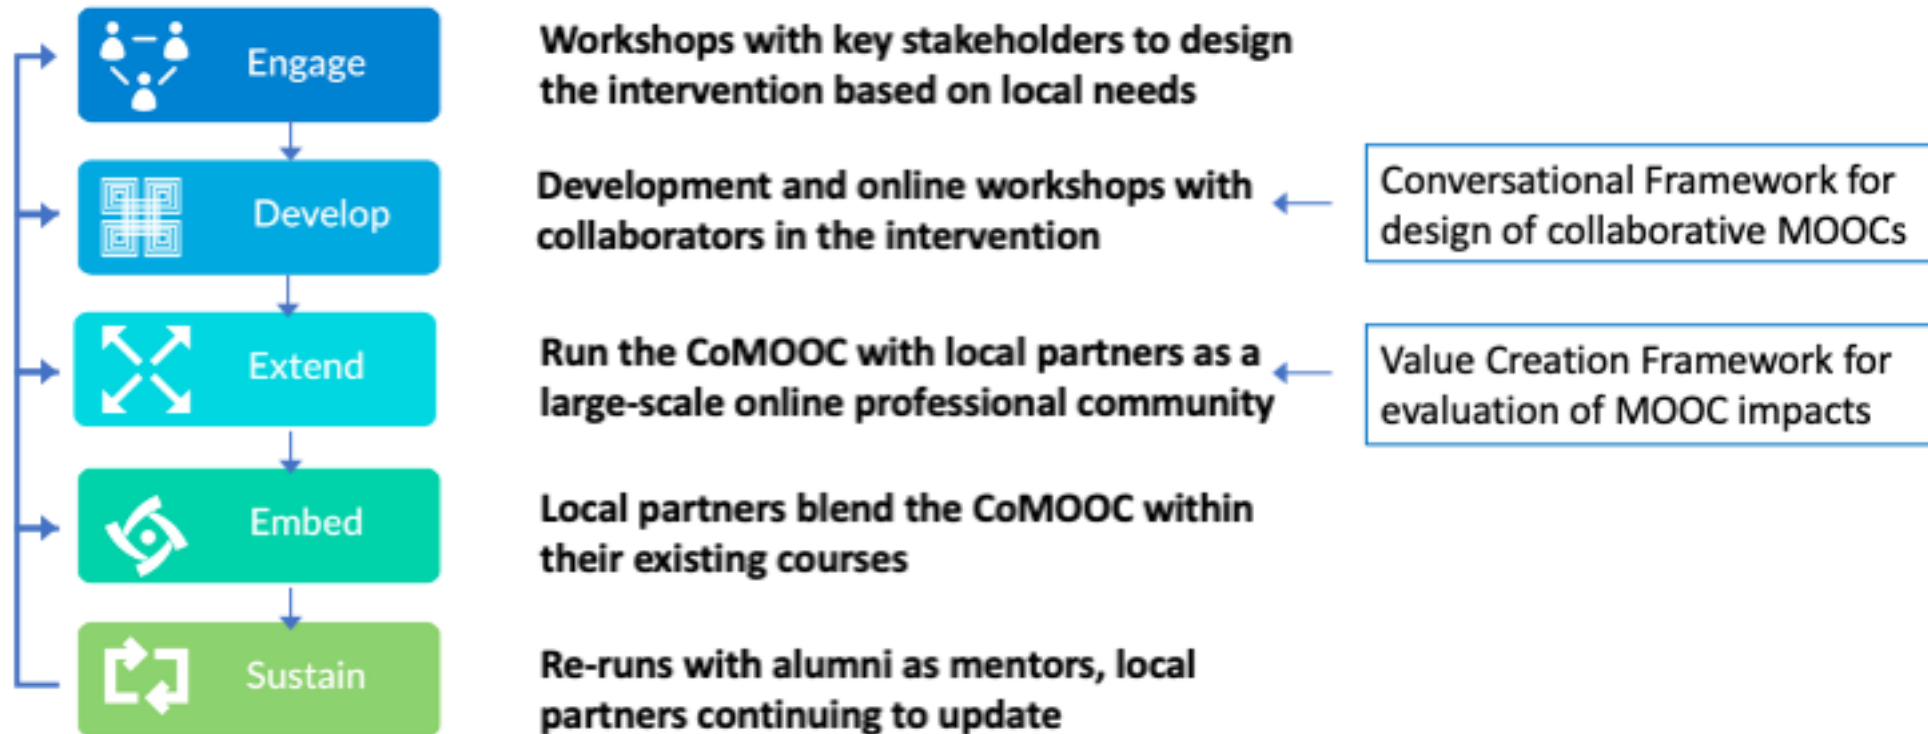 Engage
Workshops with key stakeholders to design
the intervention based on local needs
Develop
Development and online workshops with
collaborators in the intervention
Conversational Framework for
design of collaborative MOOCs
Extend
Run the CoMOOC with local partners as a
large-scale online professional community
Value Creation Framework for
evaluation of MOOC impacts
Embed
Local partners blend the CoMOOC within
their existing courses
Sustain
Re-runs with alumni as mentors, local
partners continuing to update